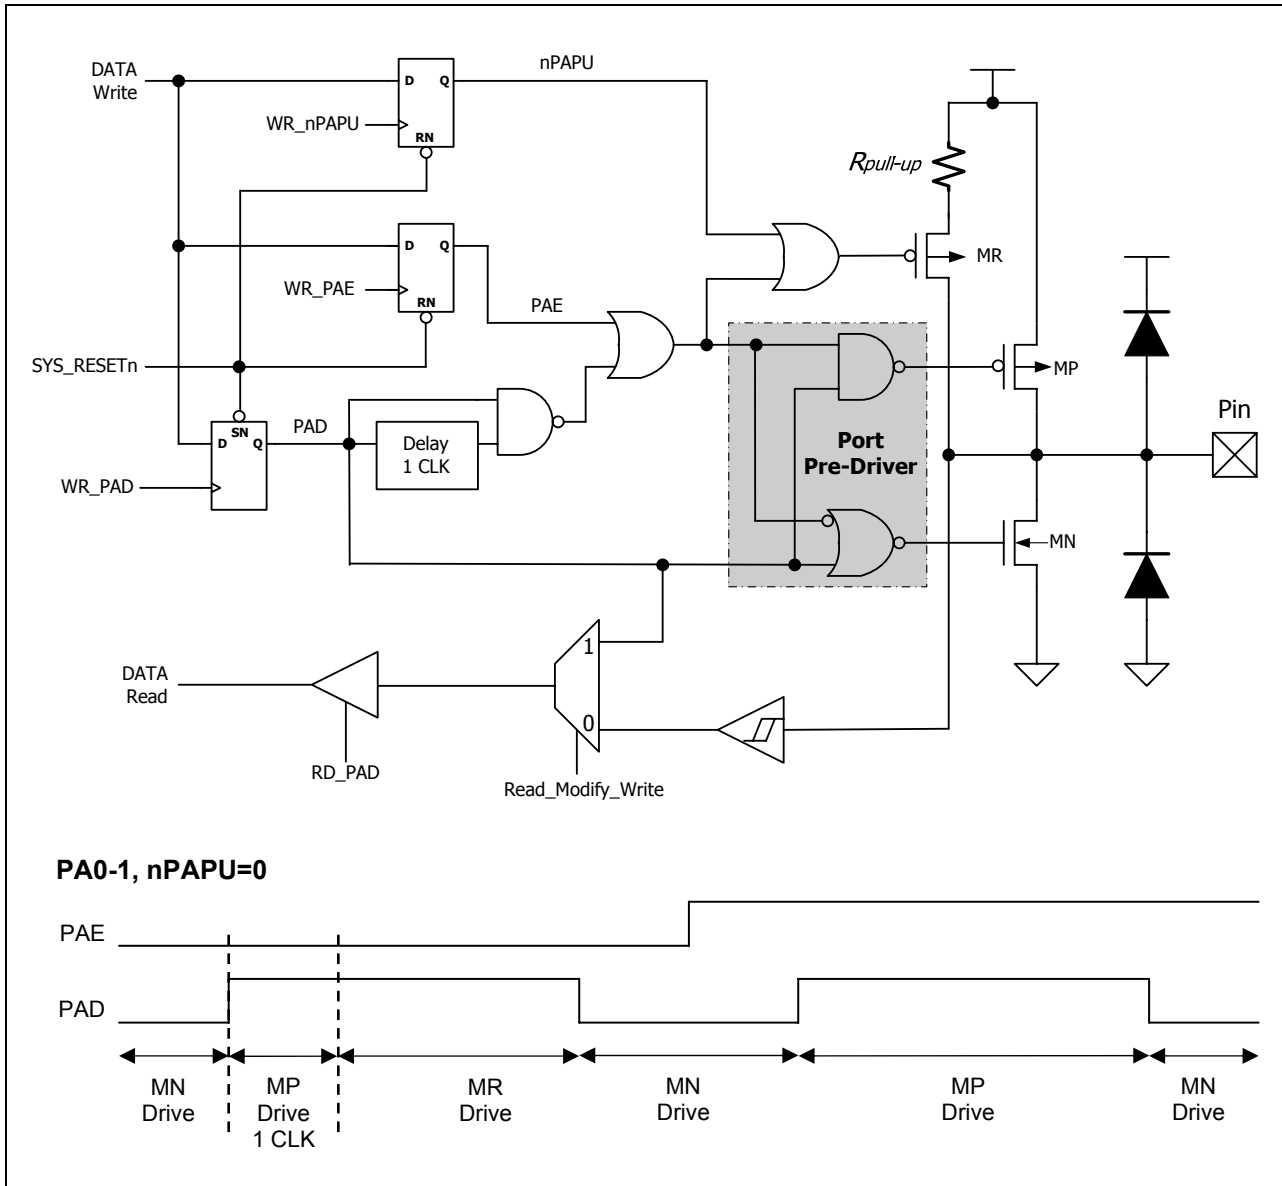 DATA
Write
D Q
nPAPU
WR_nPAPU
RN
Rpull-up
D Q
MR
WR_PAE
RN
PAE
SYS_RESETn
MP
SN
D Q
PAD
Delay
1 CLK
Port
Pre-Driver
Pin
WR_PAD
MN
1
DATA
Read
0
RD_PAD
Read_Modify_Write
PA0-1, nPAPU=0
PAE
PAD
MN
Drive
MP
Drive
1 CLK
MR
Drive
MN
Drive
MP
Drive
MN
Drive